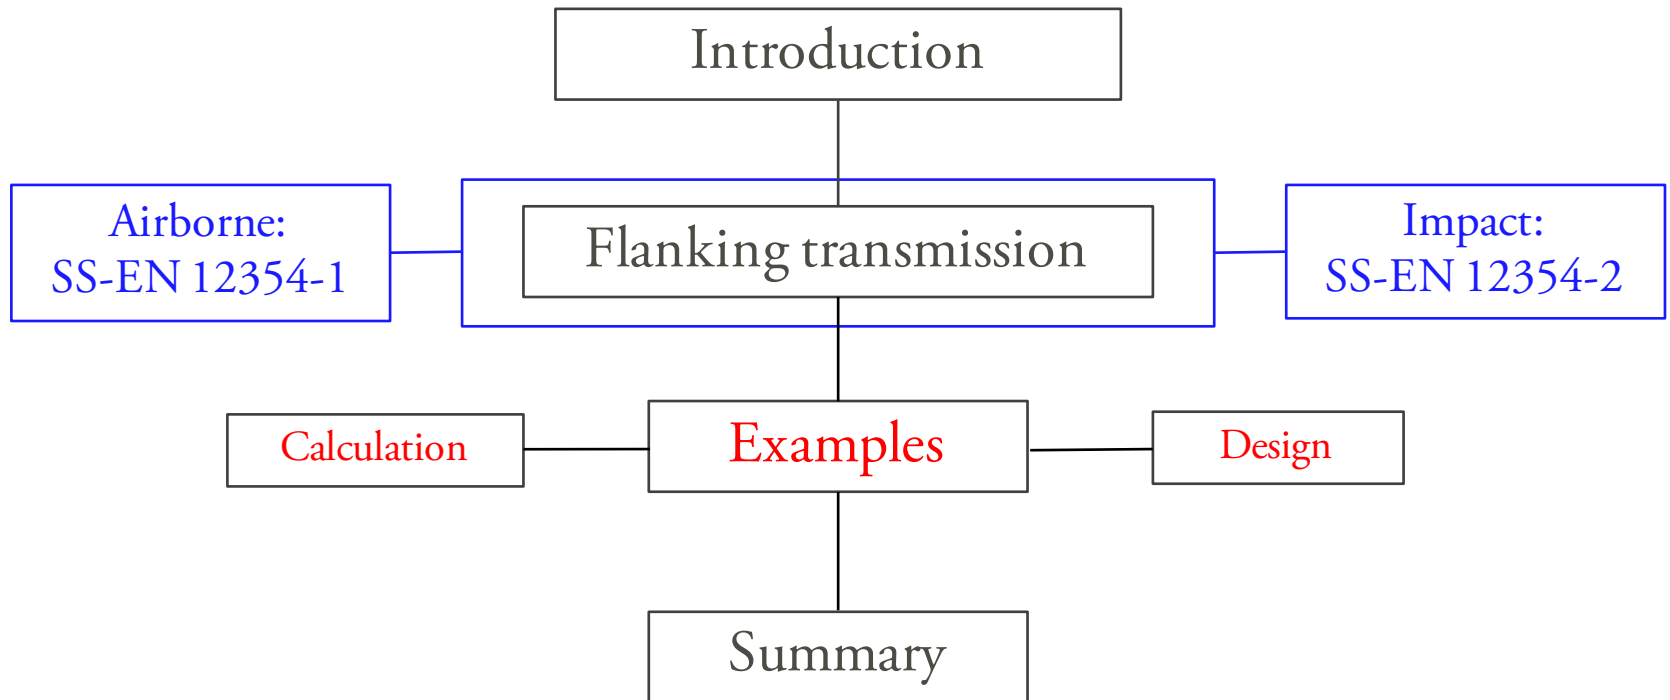 Introduction
Airborne:
SS-EN 12354-1
Flanking transmission
Impact:
SS-EN 12354-2
Calculation
Examples
Design
Summary